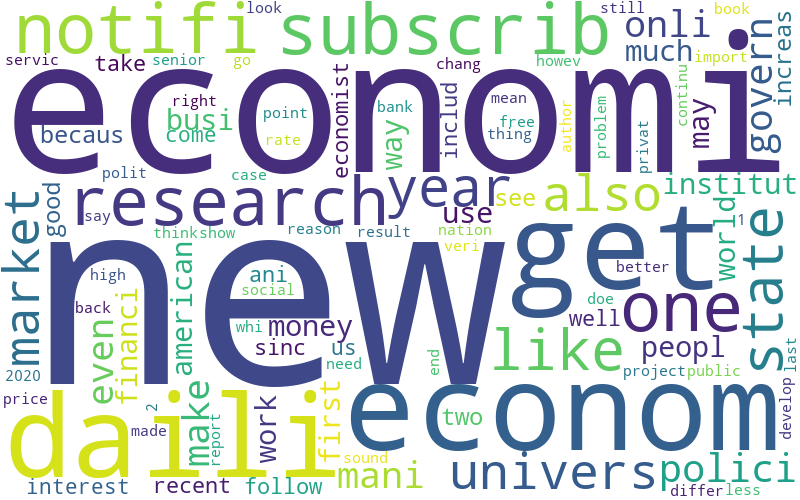 look still book
notifi subscrib onli import
servic take senior go much increas
economi govern
chang howev
right economist mean
point bank continu
busi way includ free thing author problem privat may
becaus come rate
polit case
research year see also institut
good say use
market thinkshow reason result nation veri world
new get
ani high better
social
american doe state
back whi money well one
even financi sinc us need like peopl
2020 end project public last
price 2 make work first econom two develop
daili made report
sound mani univers polici
interest recent follow differ less
1